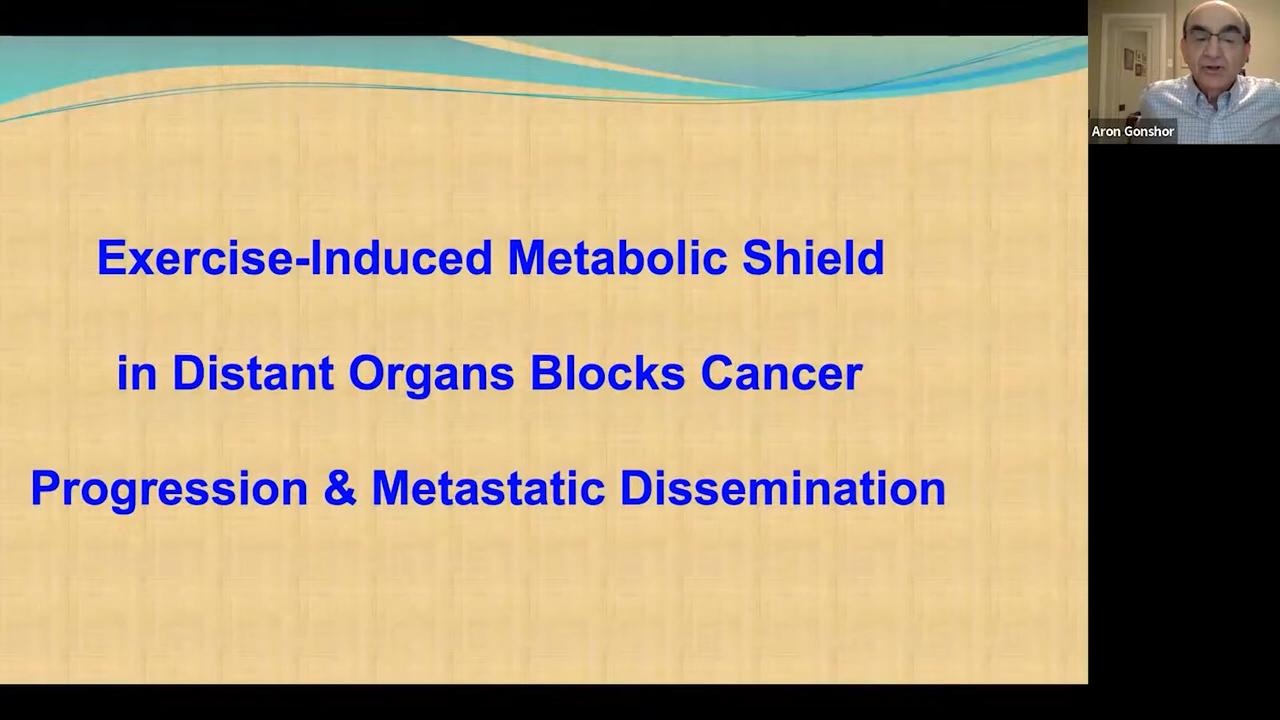 Exercise-Induced Metabolic Shield
in Distant Organs Blocks Cancer
Progression & Metastatic Dissemination
Aron Gonshor